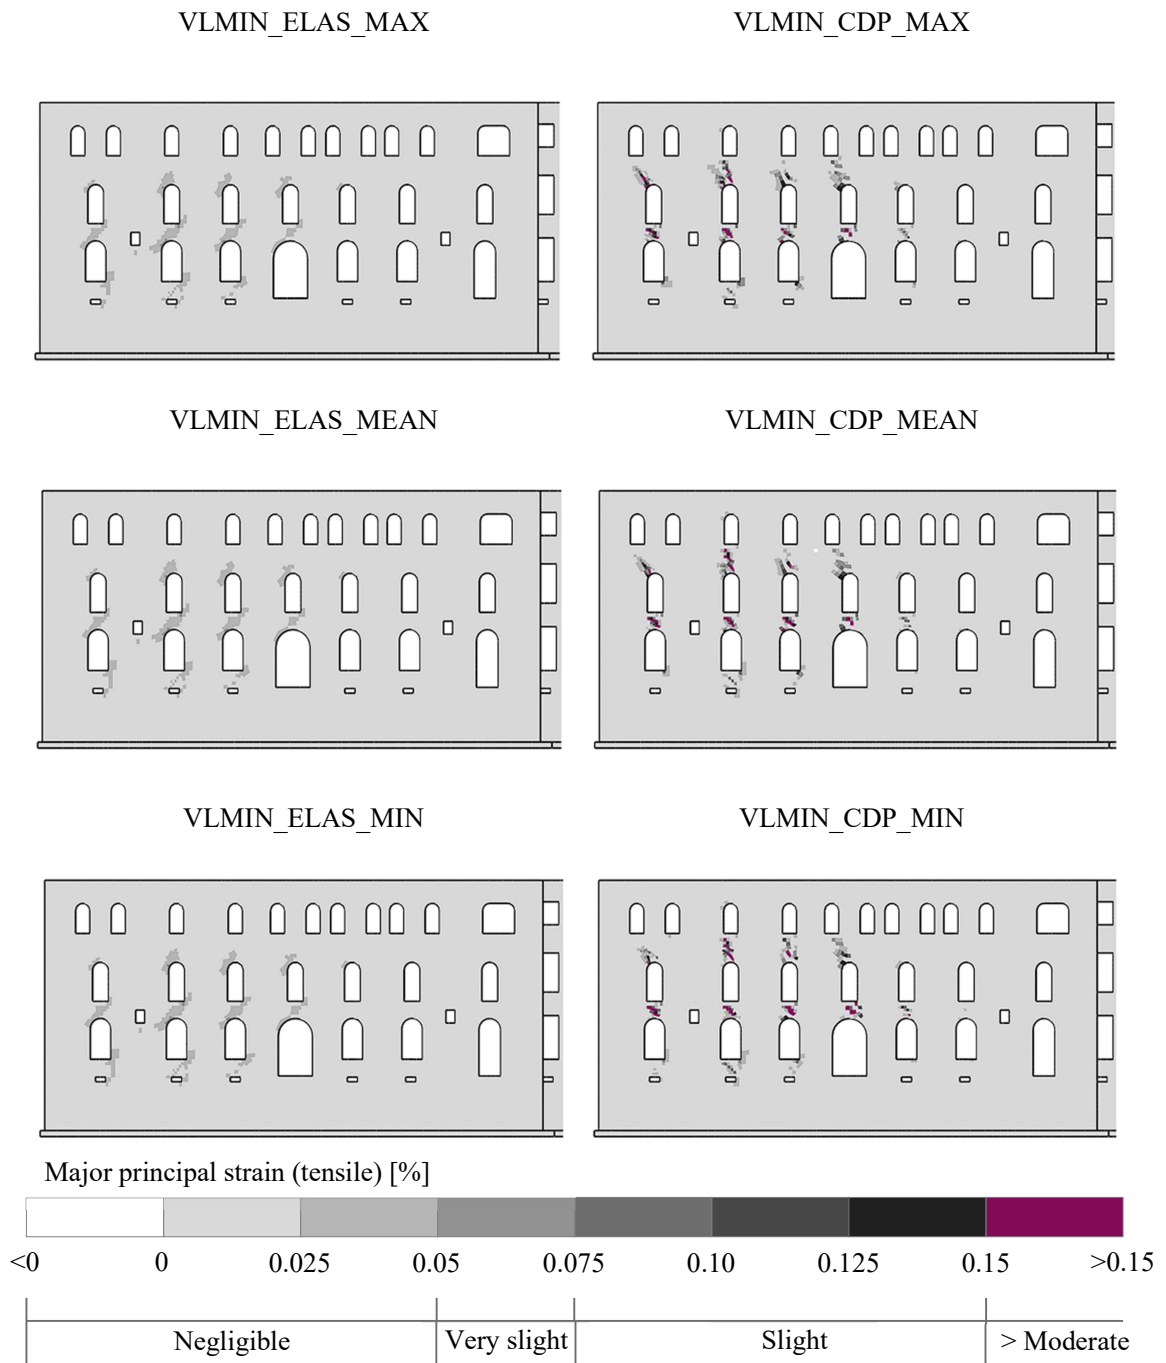 VLMIN_ELAS_MAX VLMIN_CDP_MAX
VLMIN_ELAS_MEAN VLMIN_CDP_MEAN
VLMIN_ELAS_MIN VLMIN_CDP_MIN
Major principal strain (tensile) [%]
<0 0 0.025 0.05 0.075 0.10 0.125 0.15 >0.15
Negligible Very slight Slight > Moderate